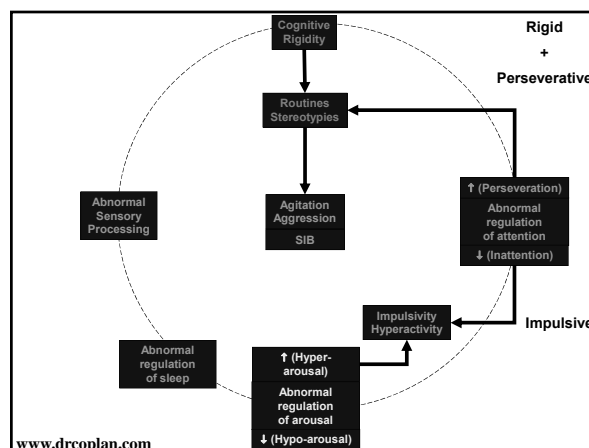 Cognitive
Rigidity
Rigid
+
Perseverative
Routines
Stereotypies
↑ (Perseveration)
Abnormal
regulation
of attention
↓ (Inattention)
Abnormal
Sensory
Processing
Agitation
Aggression
SIB
Impulsivity
Hyperactivity
Impulsive
Abnormal
regulation
of sleep
↑ (Hyper-
arousal)
Abnormal
regulation
of arousal
↓ (Hypo-arousal)
www.drcoplan.com